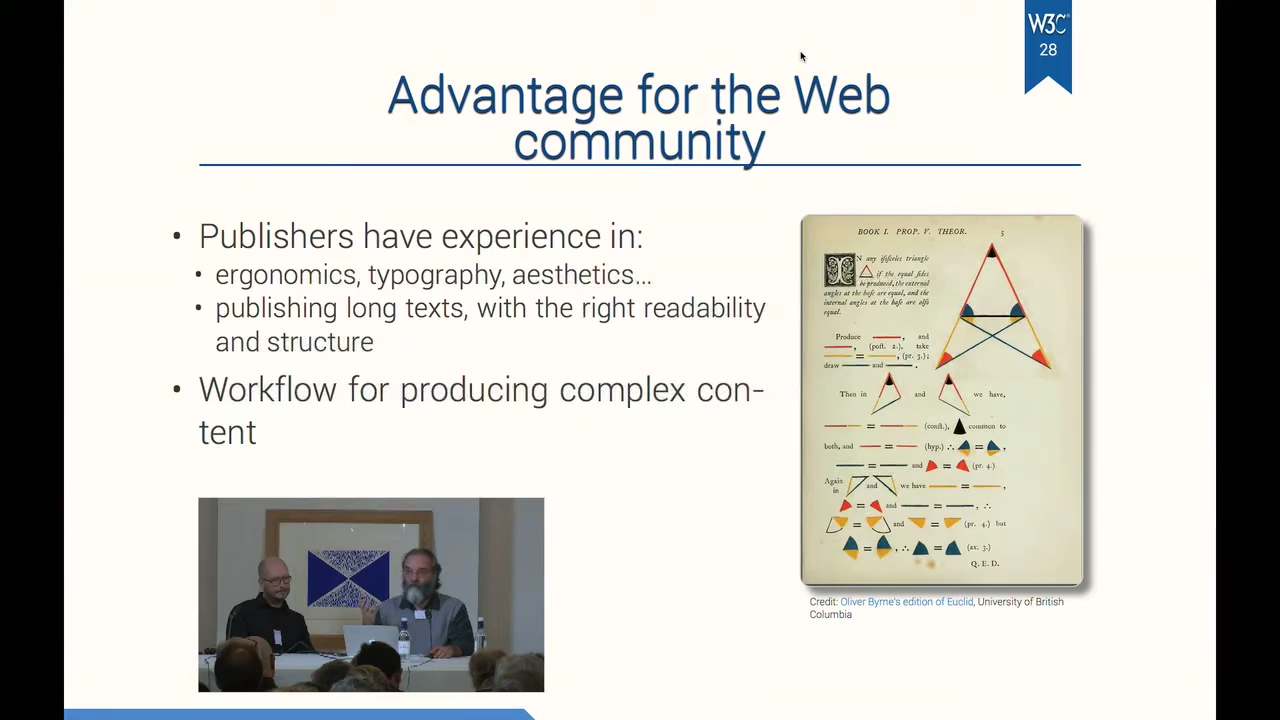 W3C®
28
Advantage for the Web
community
• Publishers have experience in:
• ergonomics, typography, aesthetics…
• publishing long texts, with the right readability
and structure
• Workflow for producing complex con-
tent
BOOK I. PROP. V. THEOR. 5
IN any iſoſceles triangle
if the equal ſides
be produced, the external
angles at the baſe are equal, and the
internal angles at the baſe are alſo
equal.
Produce , and
, (poſt. 2.), take
= , (pr. 3.);
draw and .
Then in and we have,
= (conſt.), common to
both, and = (hyp.) ∴ = ,
= and = (pr. 4.)
Again
in and we have = ,
= and = , ∴
= and = (pr. 4.) but
= , ∴ = (ax. 3.)
Q. E. D.
Credit: Oliver Byrne's edition of Euclid, University of British
Columbia